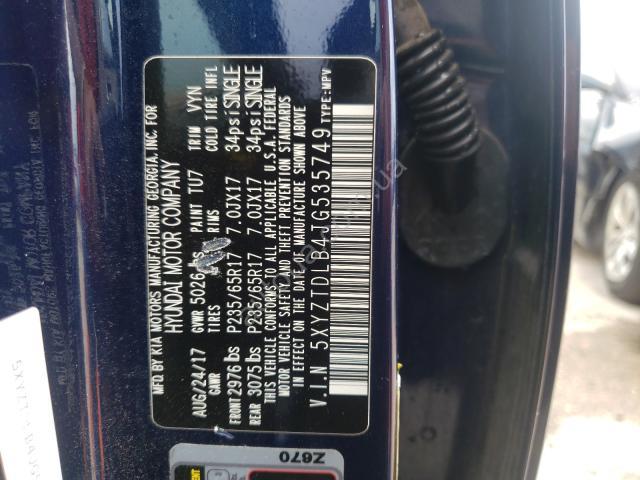 MFD BY KIA MOTORS MANUFACTURING GEORGIA, INC. FOR
HYUNDAI MOTOR COMPANY
AUG/24/17 GVWR 5026 PAINT TU7 TRIM VYN
GAWR TIRES RIMS COLD TIRE INFL
FRONT 2976 lbs P235/65R17 7.0JX17 34psi SINGLE
REAR 3075 lbs P235/65R17 7.0JX17 34psi SINGLE
THIS VEHICLE CONFORMS TO ALL APPLICABLE U.S.A. FEDERAL
MOTOR VEHICLE SAFETY AND THEFT PREVENTION STANDARDS
IN EFFECT ON THE DATE OF MANUFACTURE SHOWN ABOVE.
V.I.N 5XYZTDLB4JG535749 TYPE:MPV
Z670